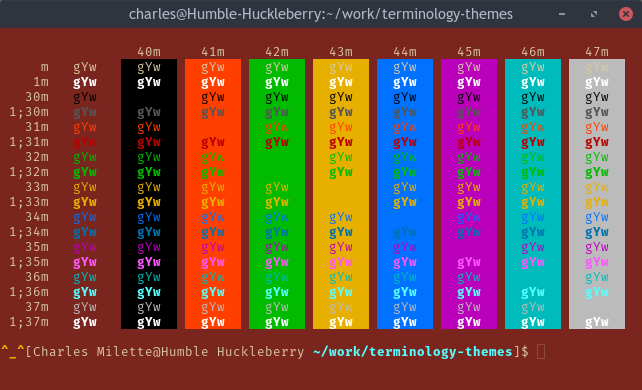 charles@Humble-Huckleberry:~/work/terminology-themes
40m 41m 42m 43m 44m 45m 46m 47m
m gYw gYw gYw gYw gYw gYw gYw gYw gYw
1m gYw gYw gYw gYw gYw gYw gYw gYw gYw
30m gYw gYw gYw gYw gYw gYw gYw gYw
1;30m gYw gYw gYw gYw gYw gYw gYw gYw gYw
31m gYw gYw gYw gYw gYw gYw gYw gYw
1;31m gYw gYw gYw gYw gYw gYw gYw gYw gYw
32m gYw gYw gYw gYw gYw gYw gYw gYw
1;32m gYw gYw gYw gYw gYw gYw gYw gYw
33m gYw gYw gYw gYw gYw gYw gYw gYw
1;33m gYw gYw gYw gYw gYw gYw gYw gYw
34m gYw gYw gYw gYw gYw gYw gYw gYw
1;34m gYw gYw gYw gYw gYw gYw gYw gYw gYw
35m gYw gYw gYw gYw gYw gYw gYw gYw
1;35m gYw gYw gYw gYw gYw gYw gYw gYw gYw
36m gYw gYw gYw gYw gYw gYw gYw gYw
1;36m gYw gYw gYw gYw gYw gYw gYw gYw gYw
37m gYw gYw gYw gYw gYw gYw gYw gYw
1;37m gYw gYw gYw gYw gYw gYw gYw gYw gYw
^_^[Charles Milette@Humble Huckleberry ~/work/terminology-themes]$